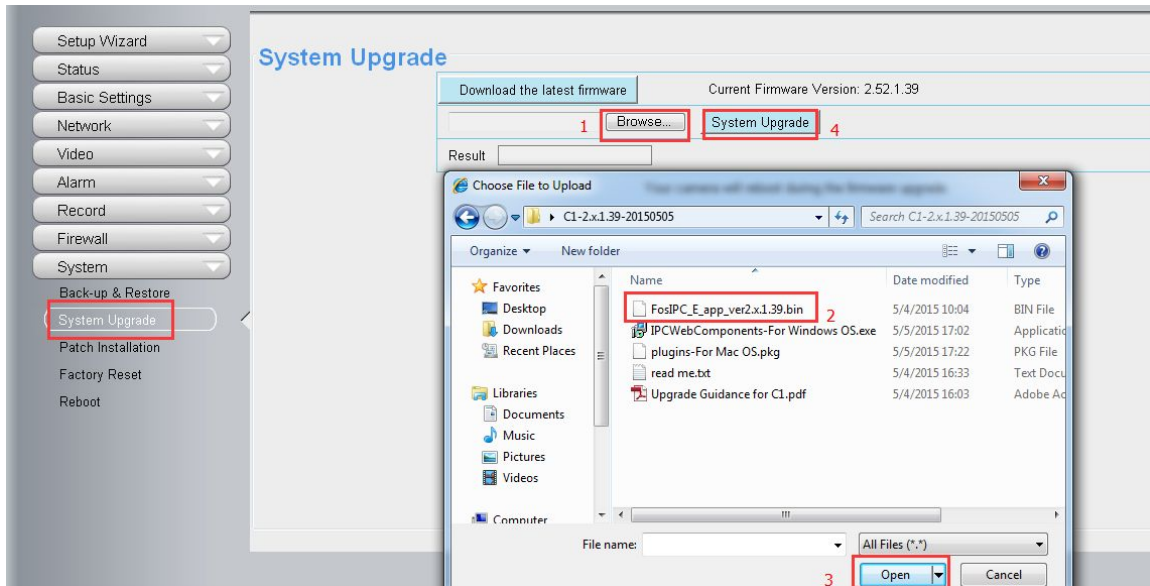 Setup Wizard
Status
Basic Settings
Network
Video
Alarm
Record
Firewall
System
Back-up & Restore
System Upgrade
Patch Installation
Factory Reset
Reboot
System Upgrade
Download the latest firmware Current Firmware Version: 2.52.1.39
1 Browse... System Upgrade 4
Result
Choose File to Upload Your camera will reboot during the firmware upgrade
C1-2.x.1.39-20150505 Search C1-2.x.1.39-20150505
Organize New folder
Favorites
Desktop
Downloads
Recent Places
Libraries
Documents
Music
Pictures
Videos
Computer
Name Date modified Type
FosIPC_E_app_ver2.x.1.39.bin 2 5/4/2015 10:04 BIN File
IPCWebComponents-For Windows OS.exe 5/5/2015 17:02 Applicatic
plugins-For Mac OS.pkg 5/5/2015 17:22 PKG File
read me.txt 5/4/2015 16:33 Text Docu
Upgrade Guidance for C1.pdf 5/4/2015 16:03 Adobe Ac
File name: All Files (*.*)
3 Open Cancel